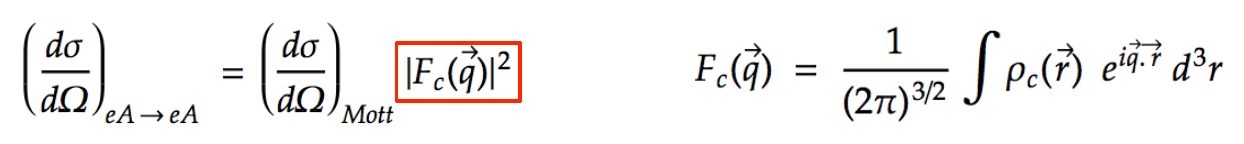 (dσ/dΩ)_{eA→eA} = (dσ/dΩ)_{Mott} |F_c(q⃗)|² F_c(q⃗) = 1/(2π)^{3/2} ∫ ρ_c(r⃗) e^{iq⃗.r⃗} d³r